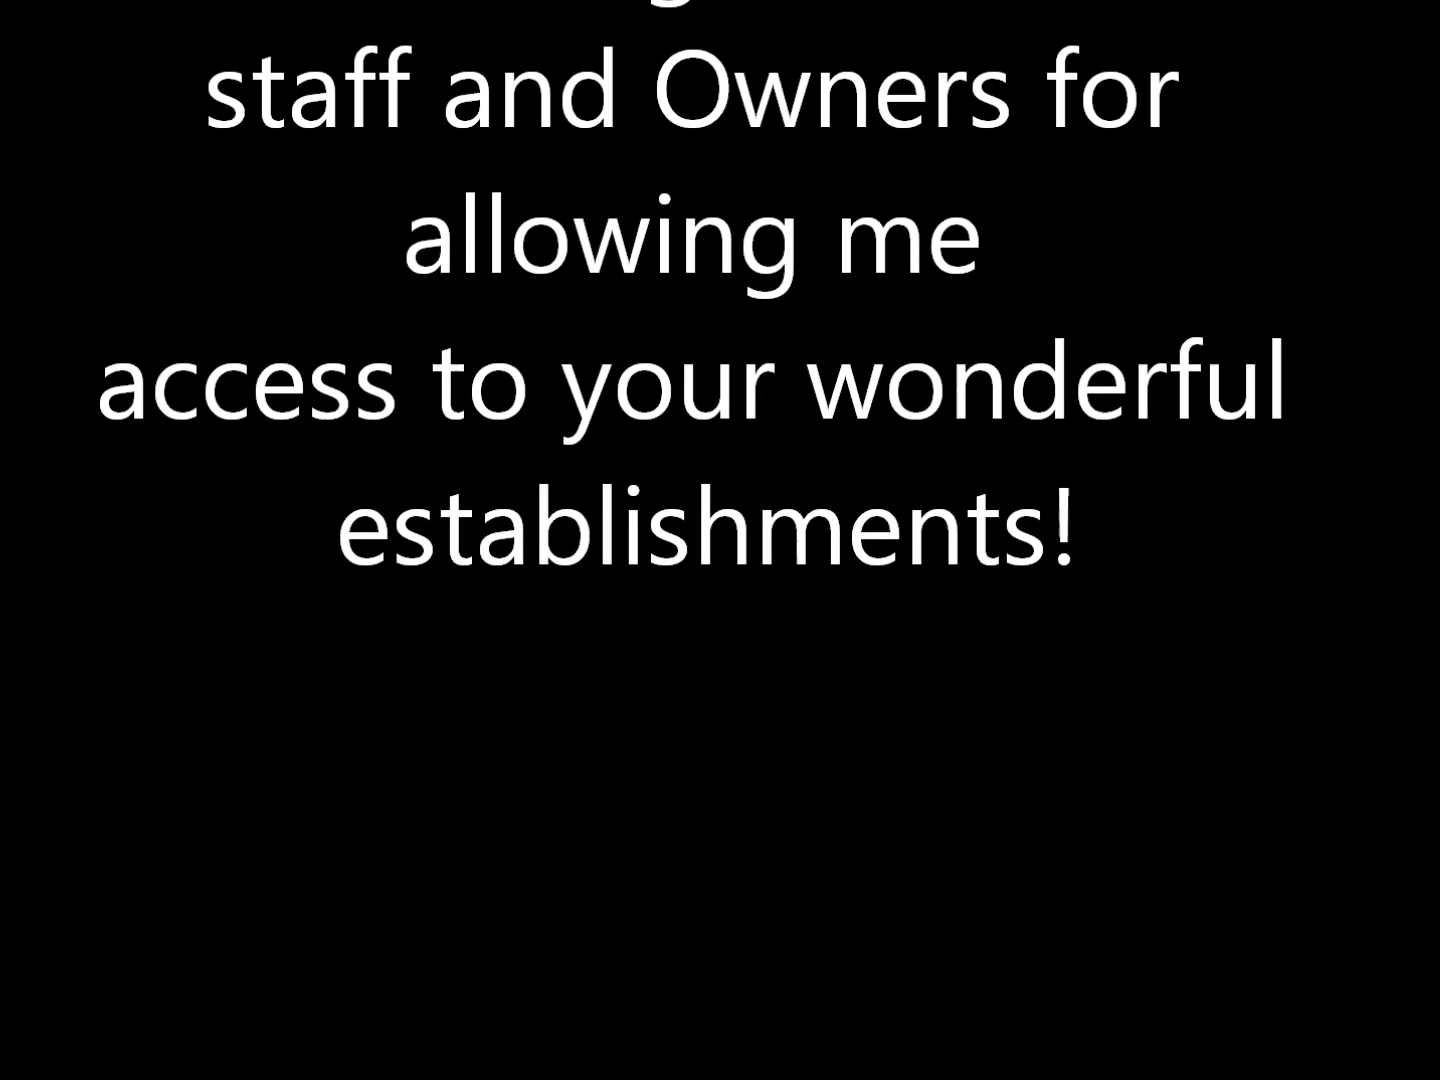 staff and Owners for
allowing me
access to your wonderful
establishments!